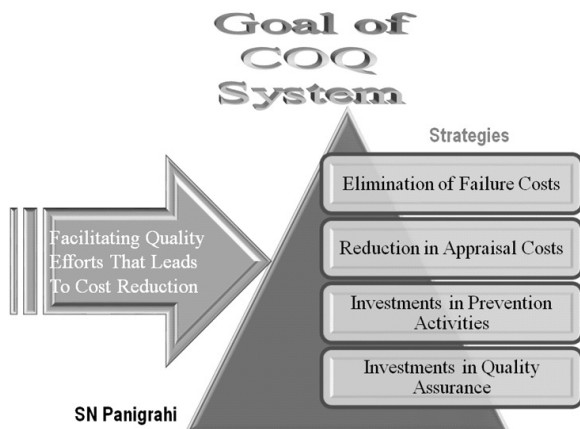 Goal of
COQ
System
Strategies
Elimination of Failure Costs
Reduction in Appraisal Costs
Investments in Prevention
Activities
Investments in Quality
Assurance
Facilitating Quality
Efforts That Leads
To Cost Reduction
SN Panigrahi